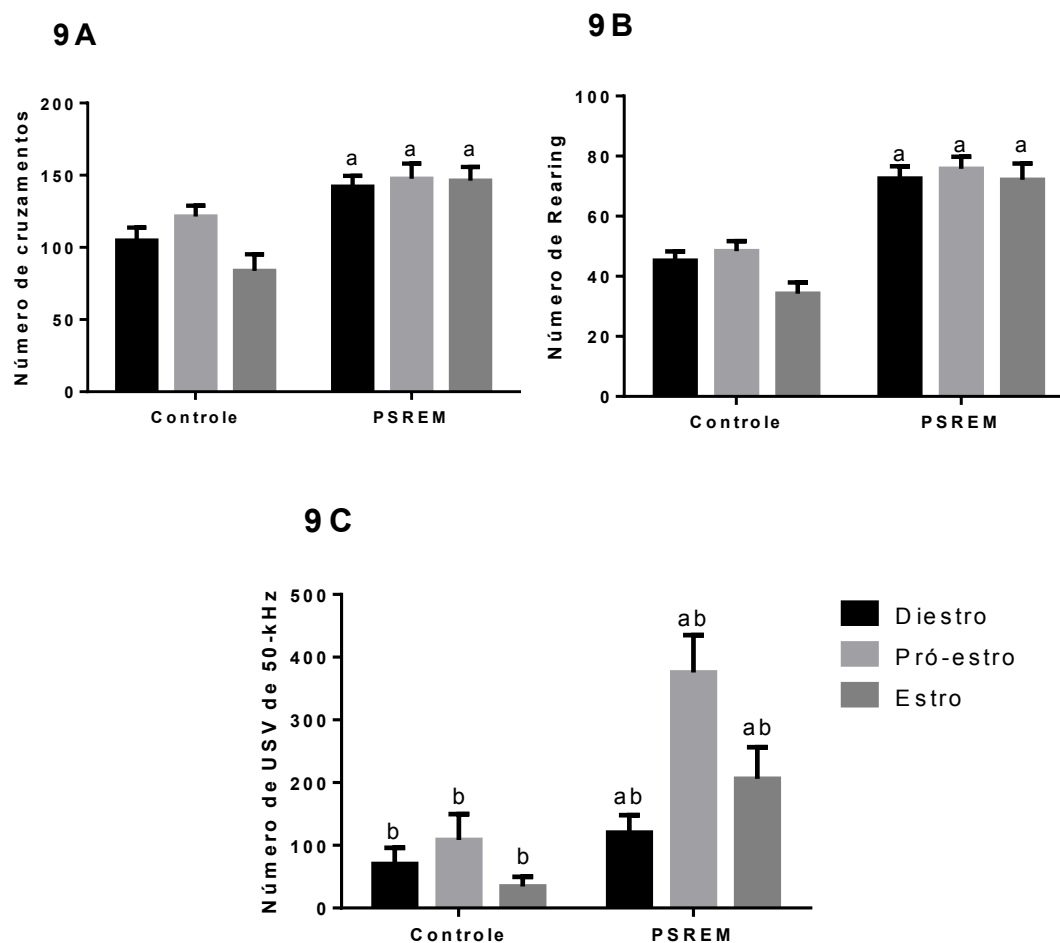 9A
Número de cruzamentos
200
150
100
50
0
a
a
a
Controle
PSREM
9B
Número de Rearing
100
80
60
40
20
0
a
a
a
Controle
PSREM
9C
Número de USV de 50-kHz
500
400
300
200
100
0
b
b
b
ab
ab
ab
Controle
PSREM
Diestro
Pró-estro
Estro